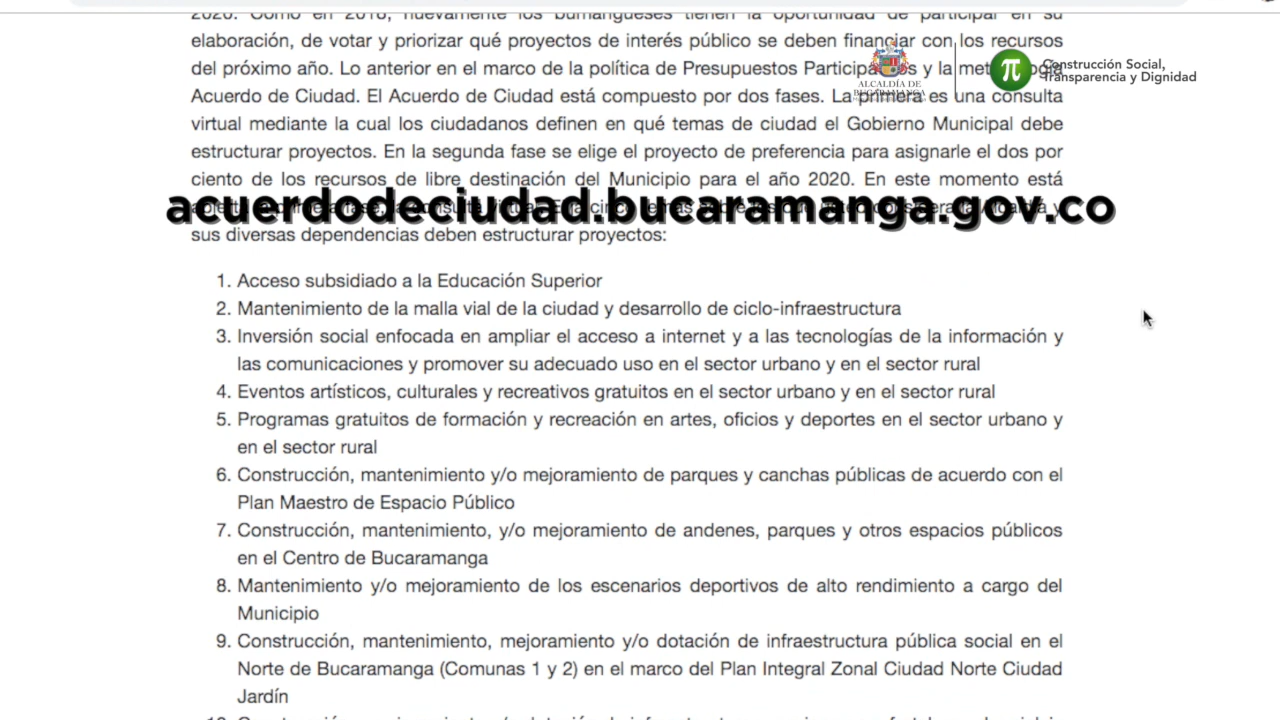 2020. Como en 2018, nuevamente los bumangueses tienen la oportunidad de participar en su
elaboración, de votar y priorizar qué proyectos de interés público se deben financiar con los recursos
del próximo año. Lo anterior en el marco de la política de Presupuestos Participativos y la metodología
Acuerdo de Ciudad. El Acuerdo de Ciudad está compuesto por dos fases. La primera es una consulta
virtual mediante la cual los ciudadanos definen en qué temas de ciudad el Gobierno Municipal debe
estructurar proyectos. En la segunda fase se elige el proyecto de preferencia para asignarle el dos por
ciento de los recursos de libre destinación del Municipio para el año 2020. En este momento está
acuerdodeciudad.bucaramanga.gov.co
sus diversas dependencias deben estructurar proyectos:
1. Acceso subsidiado a la Educación Superior
2. Mantenimiento de la malla vial de la ciudad y desarrollo de ciclo-infraestructura
3. Inversión social enfocada en ampliar el acceso a internet y a las tecnologías de la información y
las comunicaciones y promover su adecuado uso en el sector urbano y en el sector rural
4. Eventos artísticos, culturales y recreativos gratuitos en el sector urbano y en el sector rural
5. Programas gratuitos de formación y recreación en artes, oficios y deportes en el sector urbano y
en el sector rural
6. Construcción, mantenimiento y/o mejoramiento de parques y canchas públicas de acuerdo con el
Plan Maestro de Espacio Público
7. Construcción, mantenimiento, y/o mejoramiento de andenes, parques y otros espacios públicos
en el Centro de Bucaramanga
8. Mantenimiento y/o mejoramiento de los escenarios deportivos de alto rendimiento a cargo del
Municipio
9. Construcción, mantenimiento, mejoramiento y/o dotación de infraestructura pública social en el
Norte de Bucaramanga (Comunas 1 y 2) en el marco del Plan Integral Zonal Ciudad Norte Ciudad
Jardín
ALCALDÍA DE
BUCARAMANGA
π
Construcción Social,
Transparencia y Dignidad